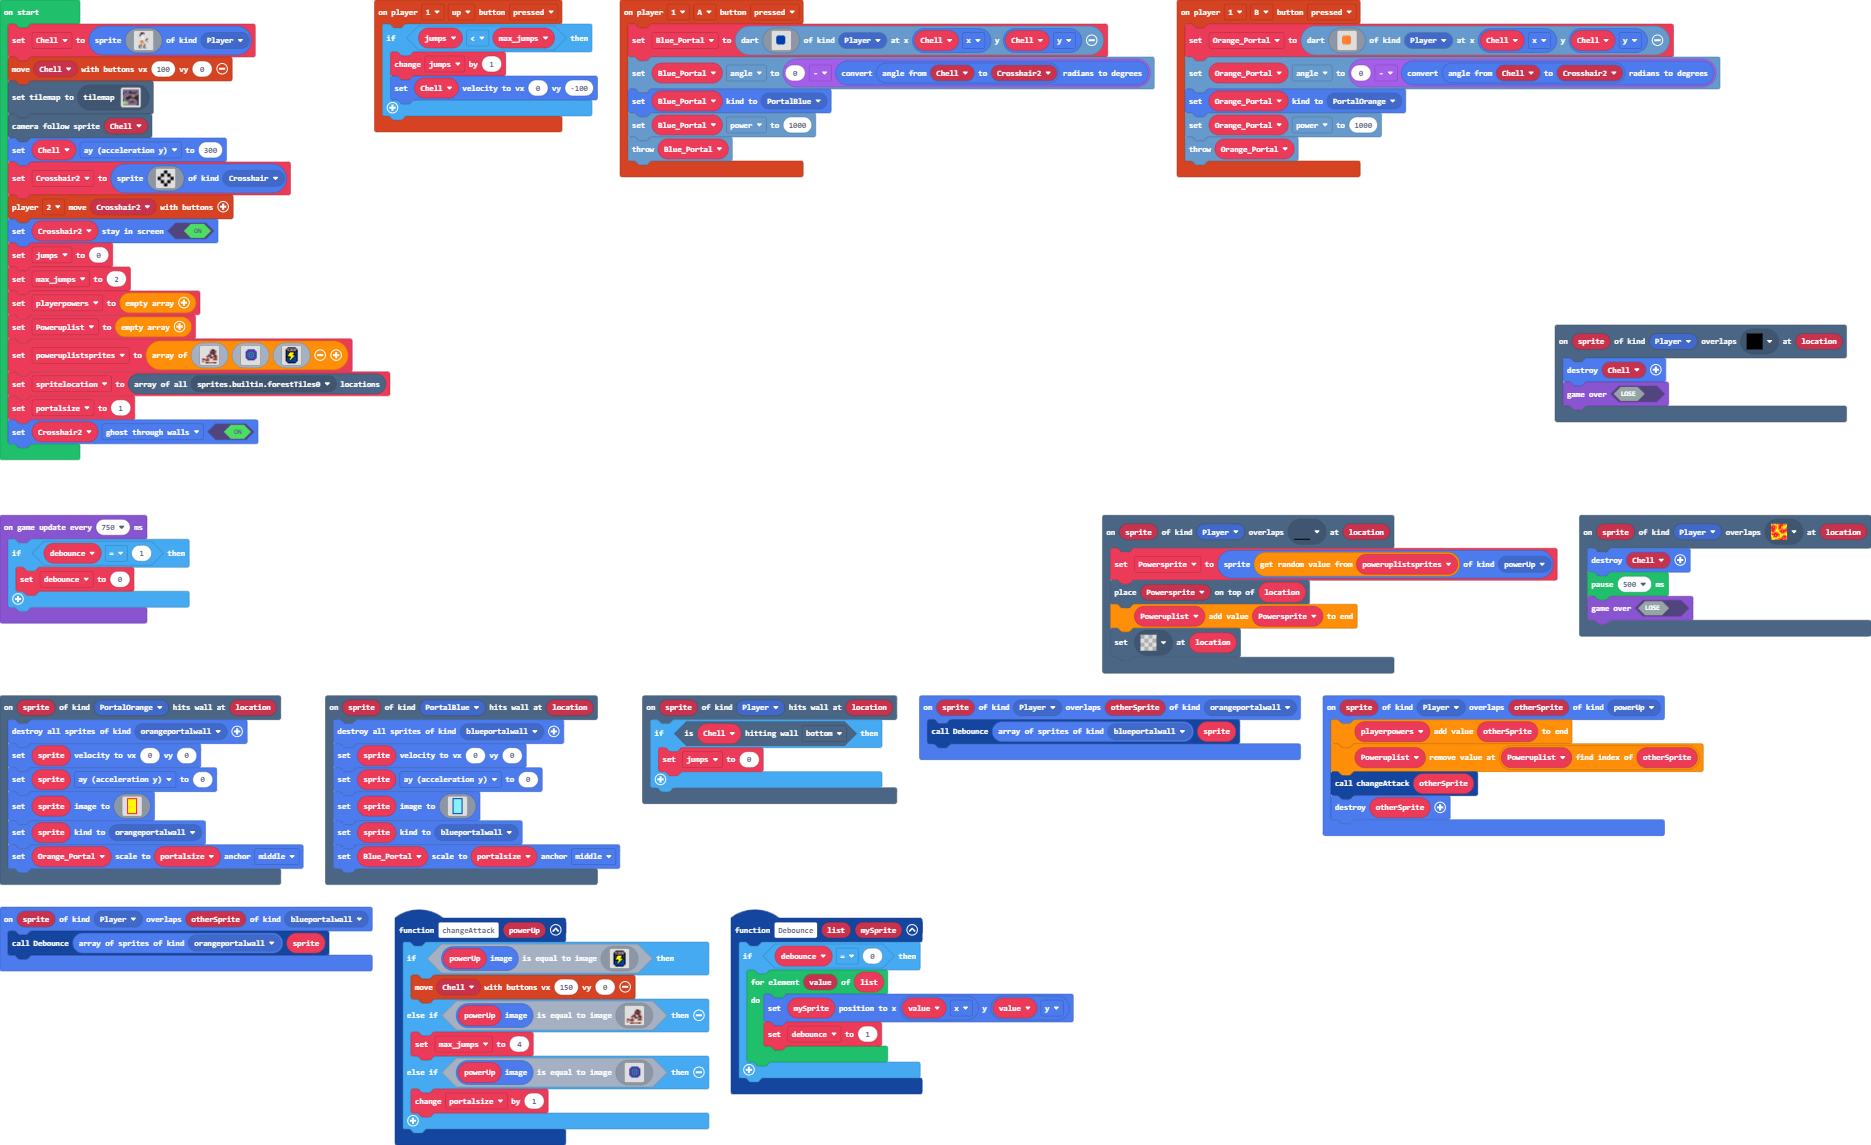 on start
set Chell to sprite of kind Player
move Chell with buttons vx 100 vy 0
set tilemap to tilemap
camera follow sprite Chell
set Chell ay (acceleration y) to 300
set Crosshair2 to sprite of kind Crosshair
player 2 move Crosshair2 with buttons
set Crosshair2 stay in screen ON
set jumps to 0
set max_jumps to 2
set playerpowers to empty array
set Poweruplist to empty array
set poweruplistsprites to array of
set spritelocation to array of all sprites.builtin.forestTiles0 locations
set portalsize to 1
set Crosshair2 ghost through walls ON
on player 1 up button pressed
if jumps < max_jumps then
change jumps by 1
set Chell velocity to vx 0 vy -100
on player 1 A button pressed
set Blue_Portal to dart of kind Player at x Chell x y Chell y
set Blue_Portal angle to 0 - convert angle from Chell to Crosshair2 radians to degrees
set Blue_Portal kind to PortalBlue
set Blue_Portal power to 1000
throw Blue_Portal
on player 1 B button pressed
set Orange_Portal to dart of kind Player at x Chell x y Chell y
set Orange_Portal angle to 0 - convert angle from Chell to Crosshair2 radians to degrees
set Orange_Portal kind to PortalOrange
set Orange_Portal power to 1000
throw Orange_Portal
on sprite of kind Player overlaps at location
destroy Chell
game over LOSE
on game update every 750 ms
if debounce = 1 then
set debounce to 0
on sprite of kind Player overlaps at location
set Powersprite to sprite get random value from poweruplistsprites of kind powerUp
place Powersprite on top of location
Poweruplist add value Powersprite to end
set at location
on sprite of kind Player overlaps at location
destroy Chell
pause 500 ms
game over LOSE
on sprite of kind PortalOrange hits wall at location
destroy all sprites of kind orangeportalwall
set sprite velocity to vx 0 vy 0
set sprite ay (acceleration y) to 0
set sprite image to
set sprite kind to orangeportalwall
set Orange_Portal scale to portalsize anchor middle
on sprite of kind PortalBlue hits wall at location
destroy all sprites of kind blueportalwall
set sprite velocity to vx 0 vy 0
set sprite ay (acceleration y) to 0
set sprite image to
set sprite kind to blueportalwall
set Blue_Portal scale to portalsize anchor middle
on sprite of kind Player hits wall at location
if is Chell hitting wall bottom then
set jumps to 0
on sprite of kind Player overlaps otherSprite of kind orangeportalwall
call Debounce array of sprites of kind blueportalwall sprite
on sprite of kind Player overlaps otherSprite of kind powerUp
playerpowers add value otherSprite to end
Poweruplist remove value at Poweruplist find index of otherSprite
call changeAttack otherSprite
destroy otherSprite
on sprite of kind Player overlaps otherSprite of kind blueportalwall
call Debounce array of sprites of kind orangeportalwall sprite
function changeAttack powerUp
if powerUp image is equal to image then
move Chell with buttons vx 150 vy 0
else if powerUp image is equal to image then
set max_jumps to 4
else if powerUp image is equal to image then
change portalsize by 1
function Debounce list mySprite
if debounce = 0 then
for element value of list
do
set mySprite position to x value x y value y
set debounce to 1